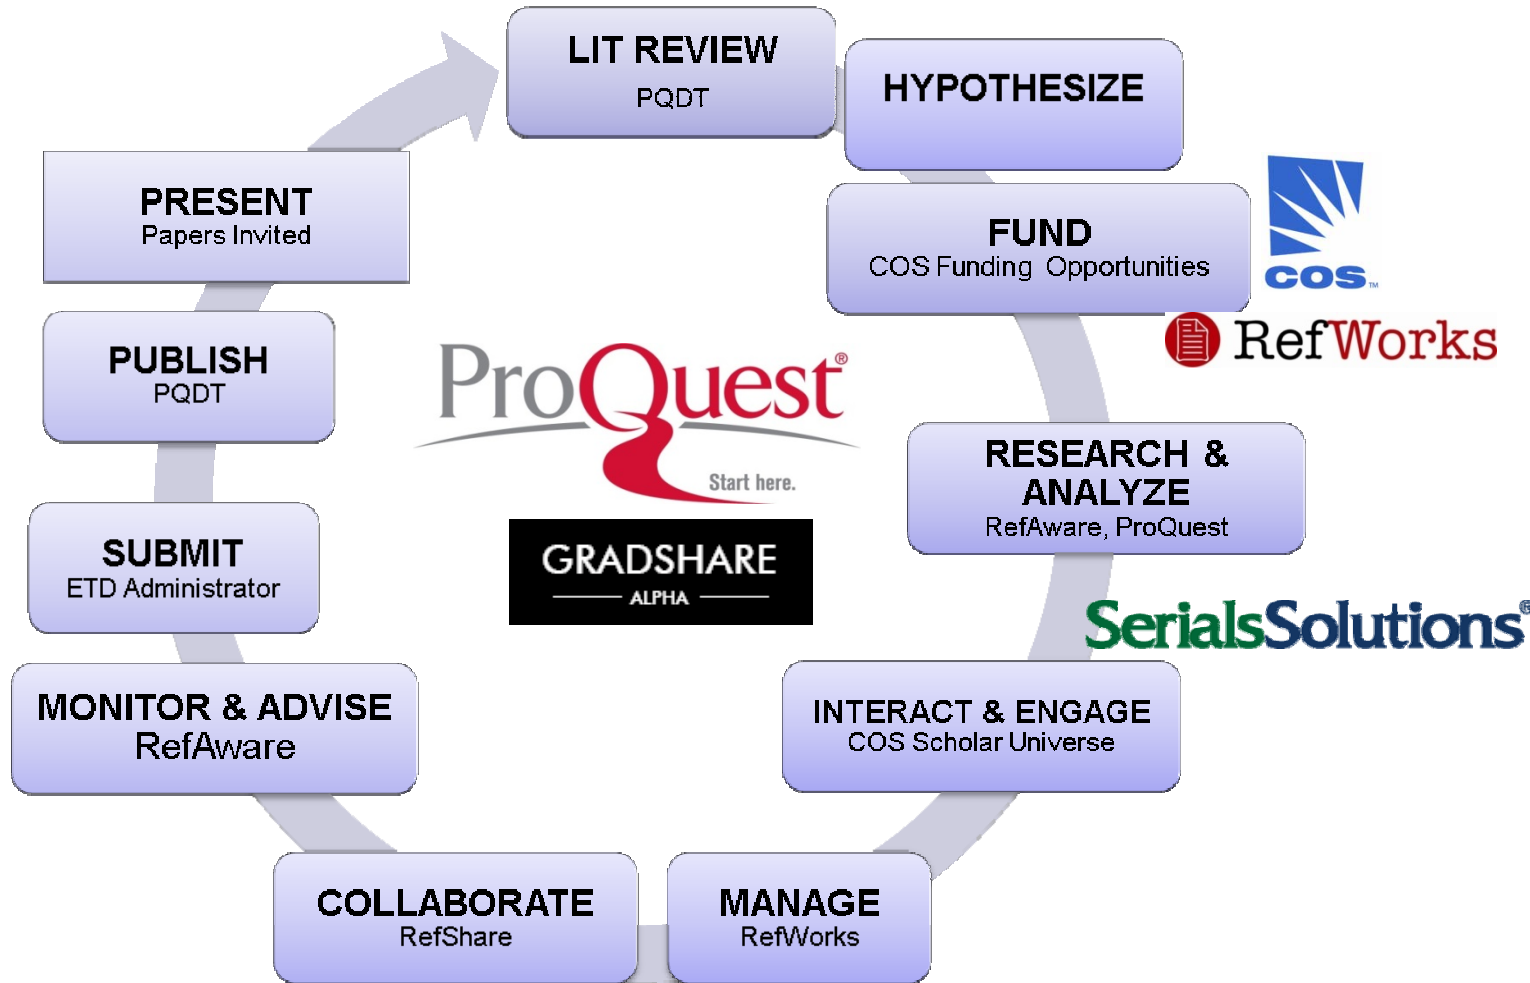 LIT REVIEW
PQDT
HYPOTHESIZE
FUND
COS Funding Opportunities
COS™
RefWorks
RESEARCH &
ANALYZE
RefAware, ProQuest
SerialsSolutions®
INTERACT & ENGAGE
COS Scholar Universe
MANAGE
RefWorks
COLLABORATE
RefShare
MONITOR & ADVISE
RefAware
SUBMIT
ETD Administrator
PUBLISH
PQDT
PRESENT
Papers Invited
ProQuest®
Start here.
GRADSHARE
ALPHA